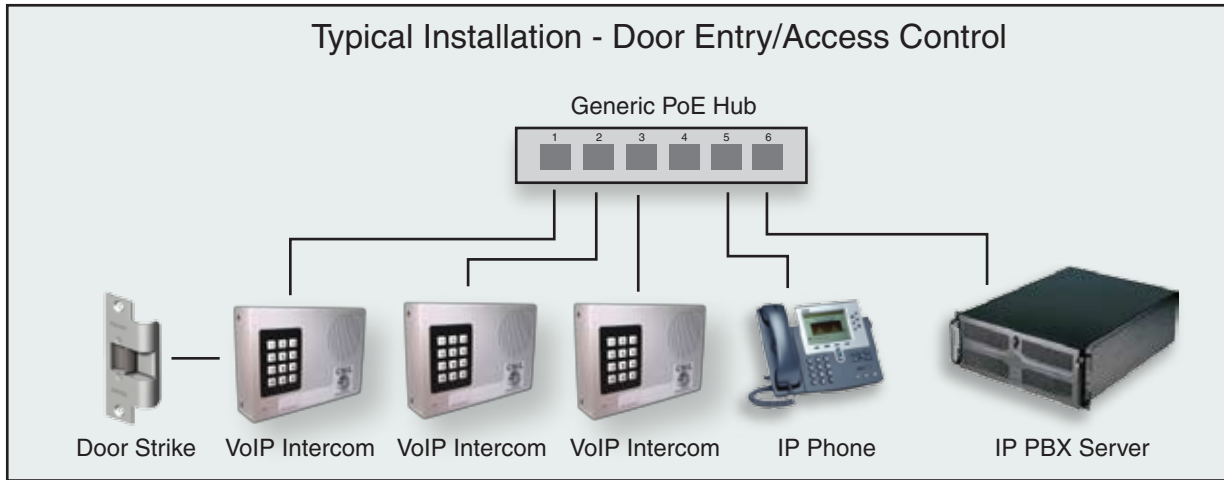 Typical Installation - Door Entry/Access Control
Generic PoE Hub
1 2 3 4 5 6
Door Strike VoIP Intercom VoIP Intercom VoIP Intercom IP Phone IP PBX Server